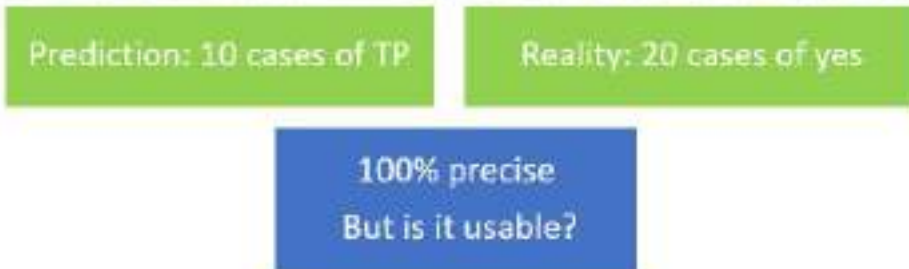 Prediction: 10 cases of TP
Reality: 20 cases of yes
100% precise
But is it usable?